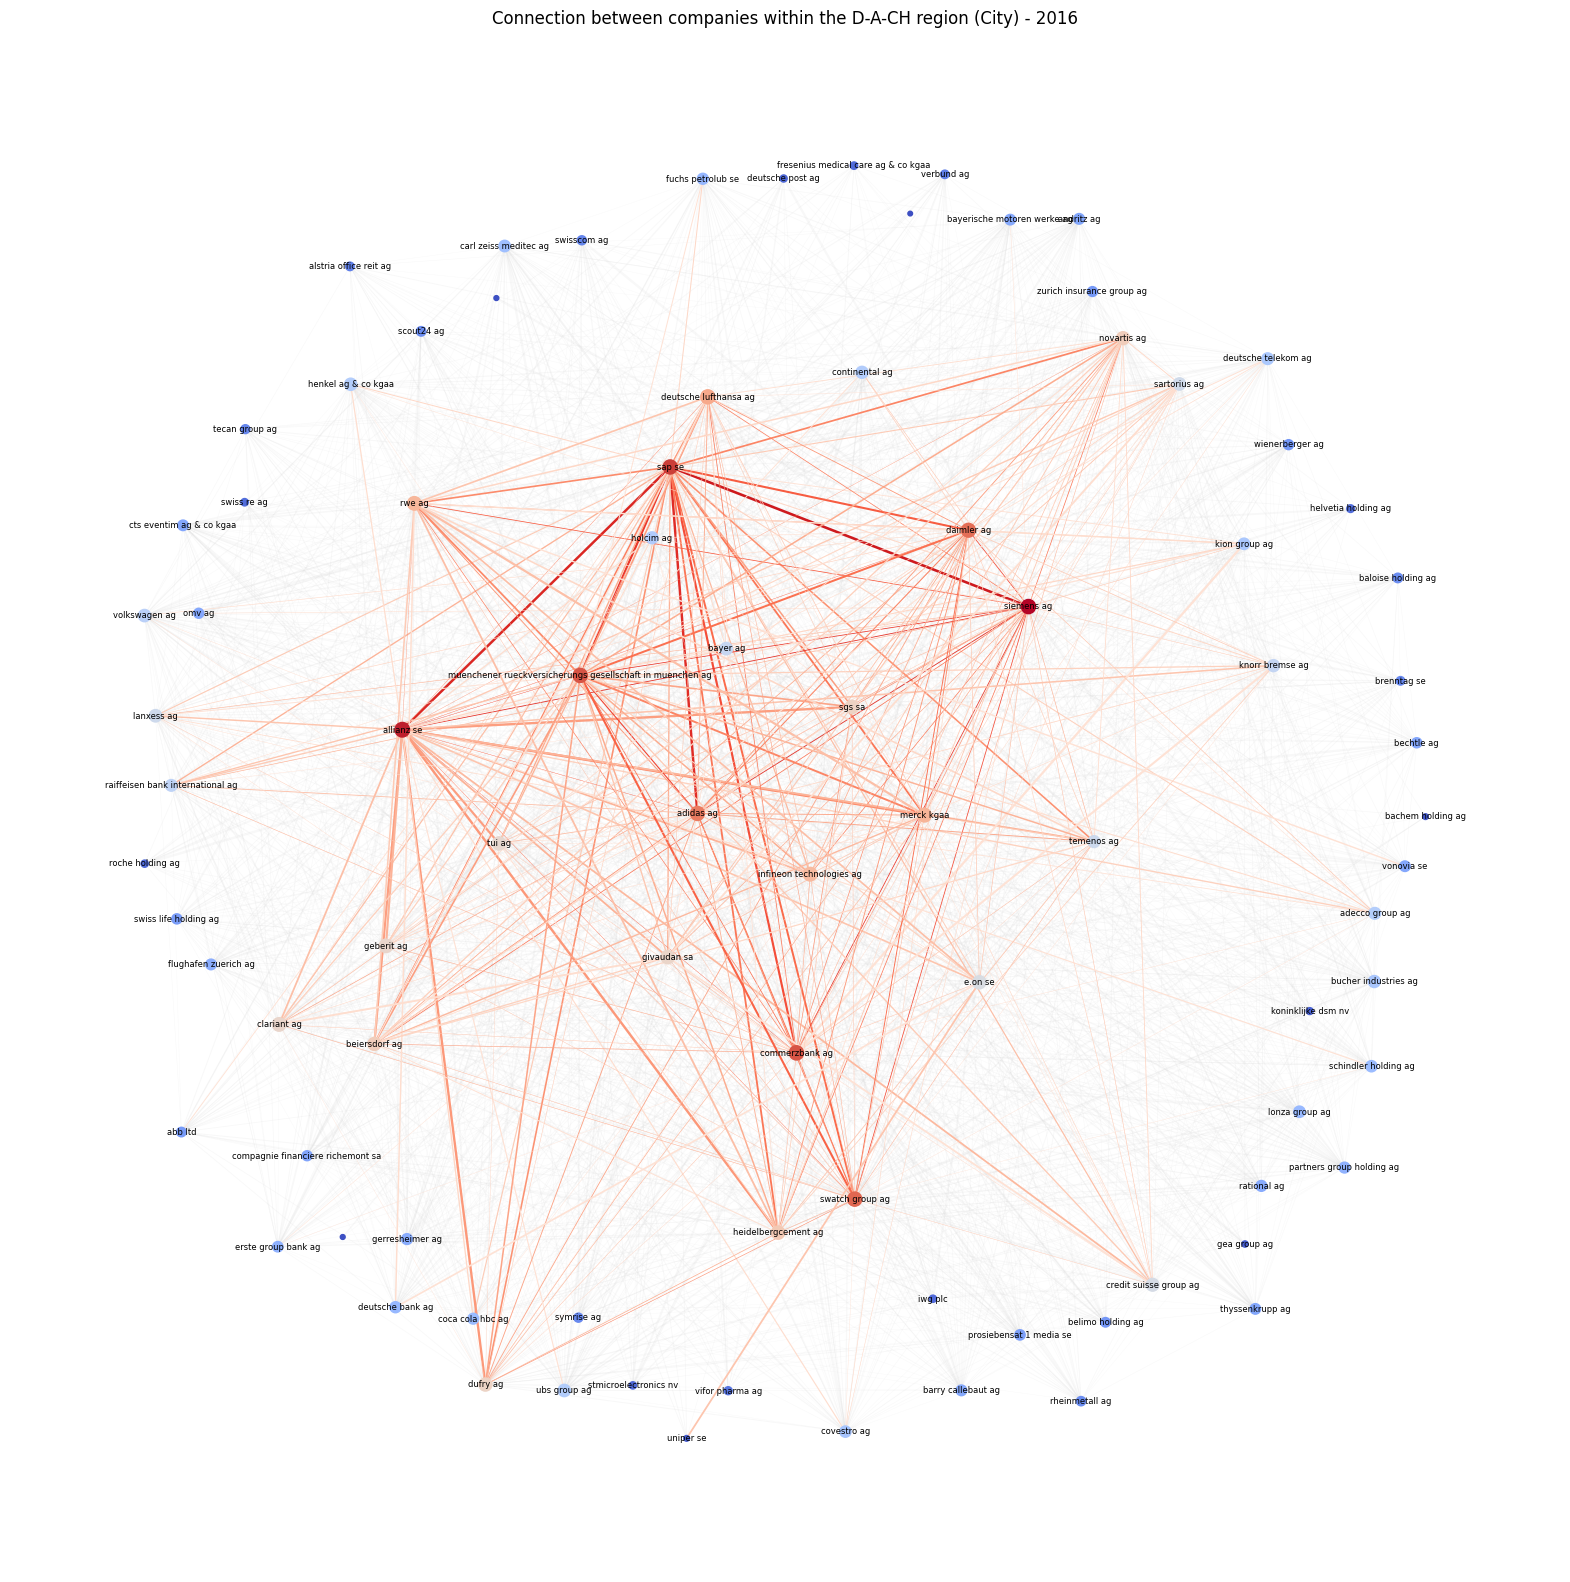 Connection between companies within the D-A-CH region (City) - 2016
fresenius medical care ag & co kgaa
verbund ag
deutsche post ag
fuchs petrolub se
bayerische motoren werke ag
andritz ag
swisscom ag
carl zeiss meditec ag
alstria office reit ag
zurich insurance group ag
scout24 ag
novartis ag
deutsche telekom ag
continental ag
henkel ag & co kgaa
sartorius ag
deutsche lufthansa ag
tecan group ag
wienerberger ag
sap se
swiss re ag
rwe ag
helvetia holding ag
cts eventim ag & co kgaa
daimler ag
holcim ag
kion group ag
baloise holding ag
siemens ag
omv ag
volkswagen ag
bayer ag
knorr bremse ag
muenchener rueckversicherungs gesellschaft in muenchen ag
brenntag se
sgs sa
lanxess ag
allianz se
bechtle ag
raiffeisen bank international ag
adidas ag
merck kgaa
bachem holding ag
temenos ag
tui ag
roche holding ag
vonovia se
infineon technologies ag
adecco group ag
swiss life holding ag
geberit ag
givaudan sa
flughafen zuerich ag
e.on se
bucher industries ag
koninklijke dsm nv
clariant ag
beiersdorf ag
commerzbank ag
schindler holding ag
lonza group ag
abb ltd
compagnie financiere richemont sa
partners group holding ag
rational ag
swatch group ag
heidelbergcement ag
gerresheimer ag
gea group ag
erste group bank ag
credit suisse group ag
iwg plc
deutsche bank ag
thyssenkrupp ag
symrise ag
coca cola hbc ag
belimo holding ag
prosiebensat 1 media se
dufry ag
stmicroelectronics nv
ubs group ag
vifor pharma ag
barry callebaut ag
rheinmetall ag
covestro ag
uniper se